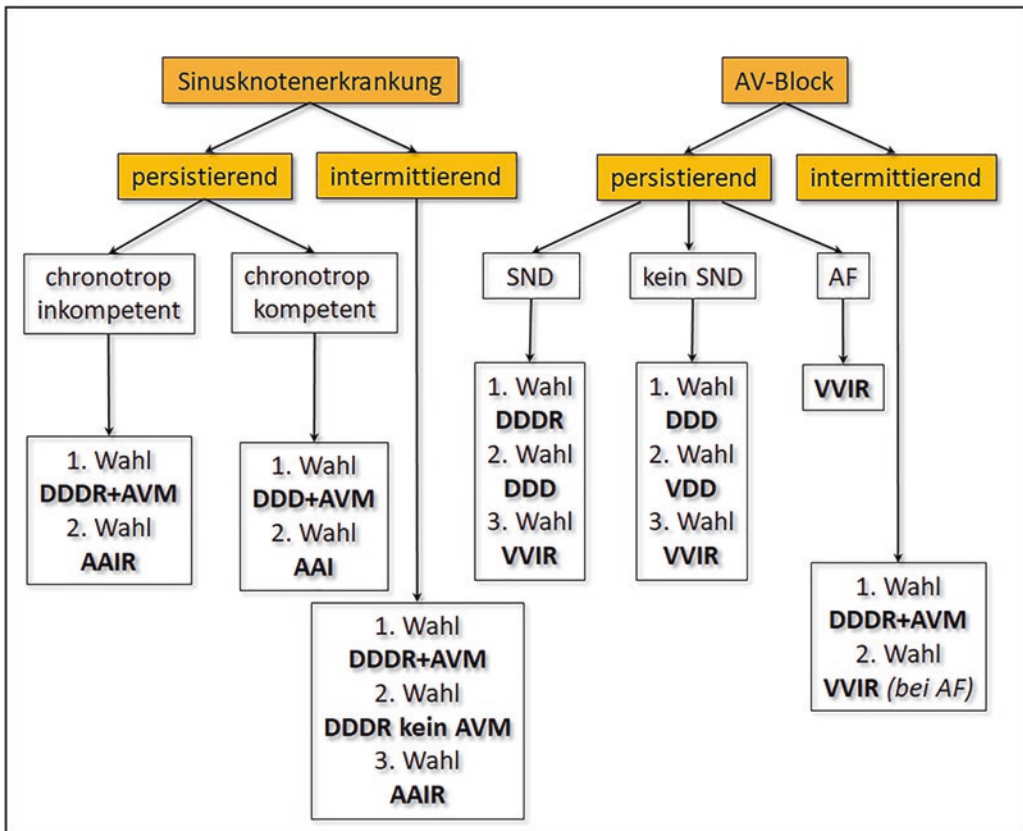 Sinusknotenerkrankung
persistierend
intermittierend
chronotrop
inkompetent
chronotrop
kompetent
1. Wahl
DDDR+AVM
2. Wahl
AAIR
1. Wahl
DDD+AVM
2. Wahl
AAI
1. Wahl
DDDR+AVM
2. Wahl
DDDR kein AVM
3. Wahl
AAIR
AV-Block
persistierend
intermittierend
SND
kein SND
AF
1. Wahl
DDDR
2. Wahl
DDD
3. Wahl
VVIR
1. Wahl
DDD
2. Wahl
VDD
3. Wahl
VVIR
VVIR
1. Wahl
DDDR+AVM
2. Wahl
VVIR (bei AF)